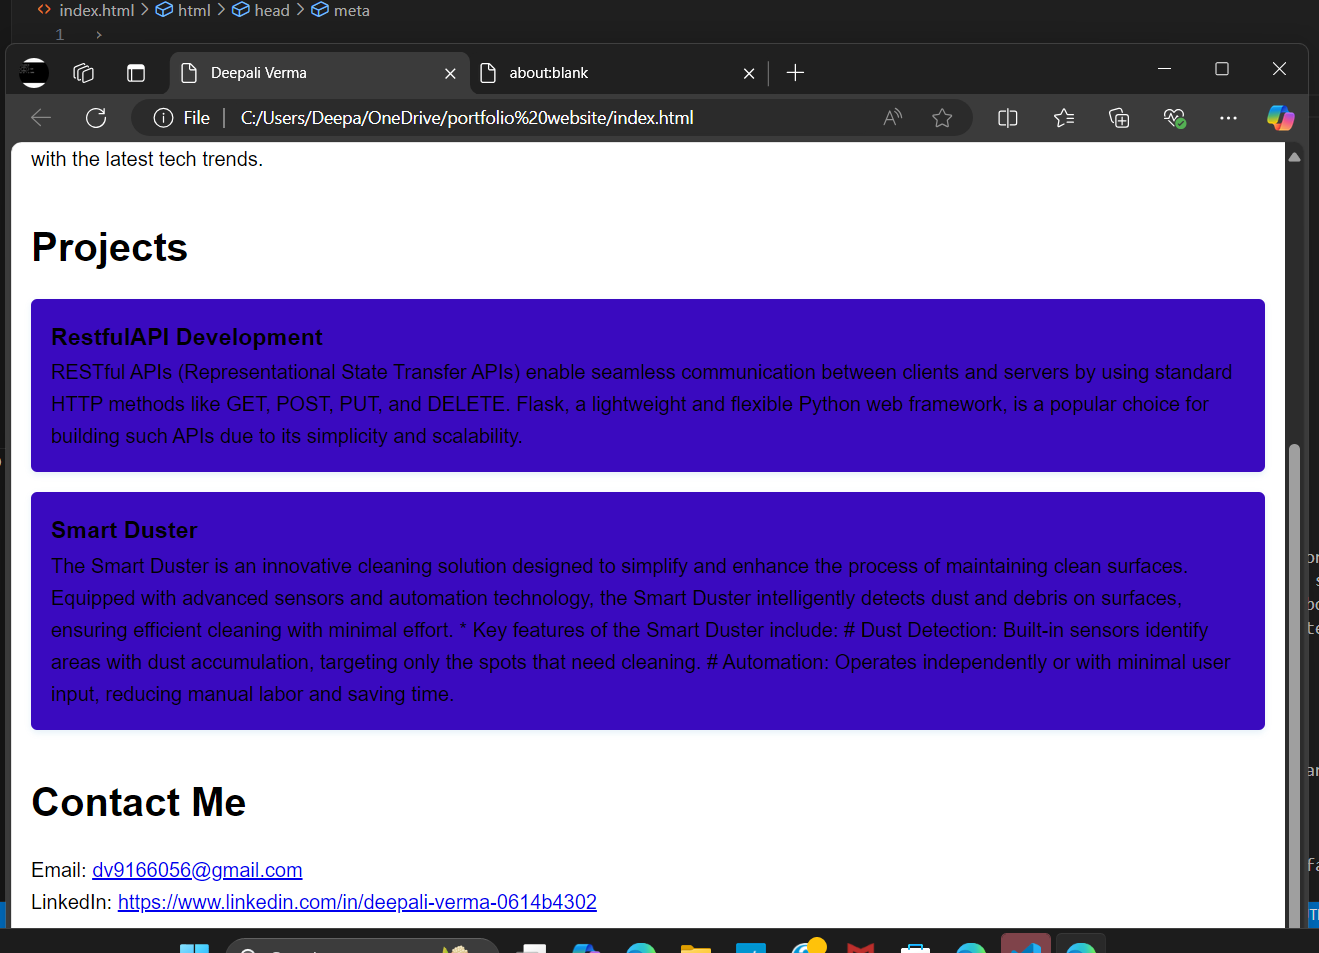 index.html > html > head > meta
1
Deepali Verma
about:blank
File
C:/Users/Deepa/OneDrive/portfolio%20website/index.html
with the latest tech trends.
Projects
RestfulAPI Development
RESTful APIs (Representational State Transfer APIs) enable seamless communication between clients and servers by using standard
HTTP methods like GET, POST, PUT, and DELETE. Flask, a lightweight and flexible Python web framework, is a popular choice for
building such APIs due to its simplicity and scalability.
Smart Duster
The Smart Duster is an innovative cleaning solution designed to simplify and enhance the process of maintaining clean surfaces.
Equipped with advanced sensors and automation technology, the Smart Duster intelligently detects dust and debris on surfaces,
ensuring efficient cleaning with minimal effort. * Key features of the Smart Duster include: # Dust Detection: Built-in sensors identify
areas with dust accumulation, targeting only the spots that need cleaning. # Automation: Operates independently or with minimal user
input, reducing manual labor and saving time.
Contact Me
Email: dv9166056@gmail.com
LinkedIn: https://www.linkedin.com/in/deepali-verma-0614b4302